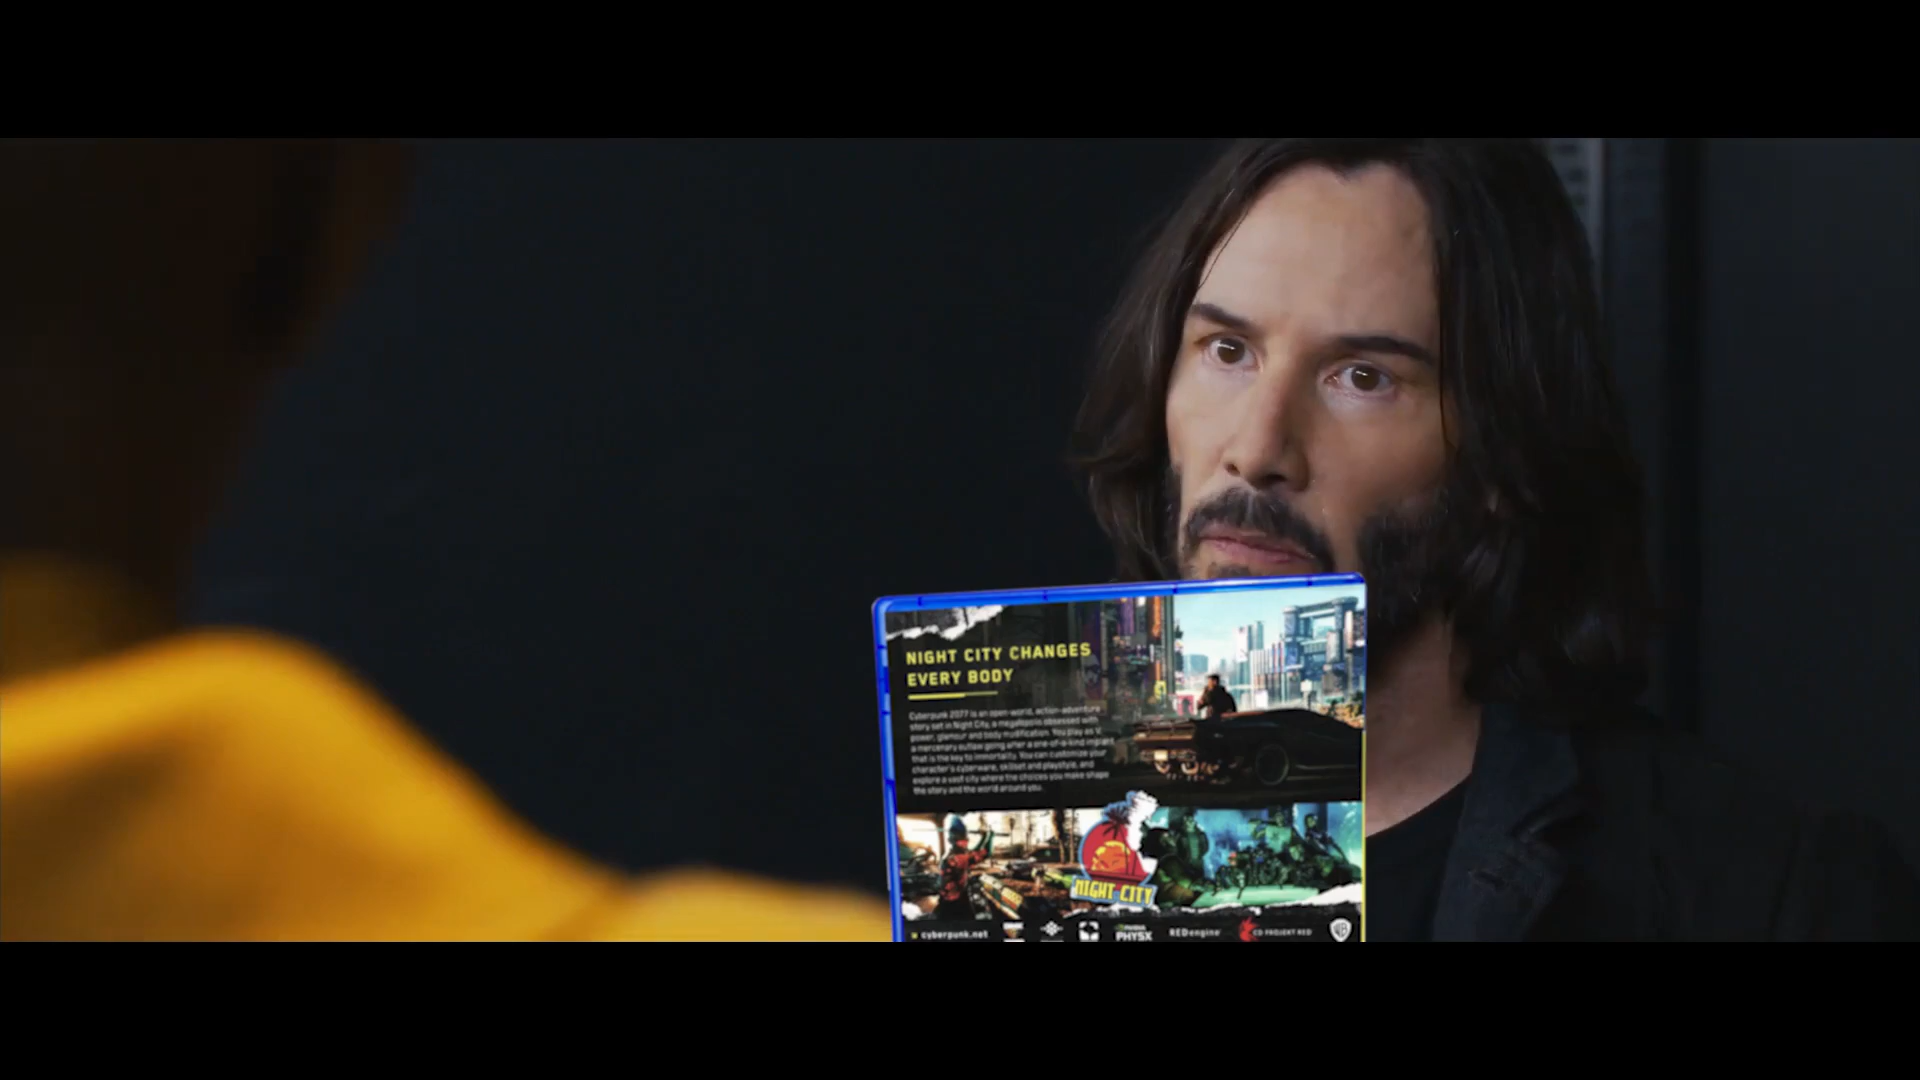 NIGHT CITY CHANGES
EVERY BODY
Cyberpunk 2077 is an open-world, action-adventure
story set in Night City, a megalopolis obsessed with
power, glamour and body modification. You play as V,
a mercenary outlaw going after a one-of-a-kind implant
that is the key to immortality. You can customize your
character's cyberware, skillset and playstyle, and
explore a vast city where the choices you make shape
the story and the world around you.
NIGHT CITY
cyberpunk.net
PHYSX
REDengine
CD PROJEKT RED
WB